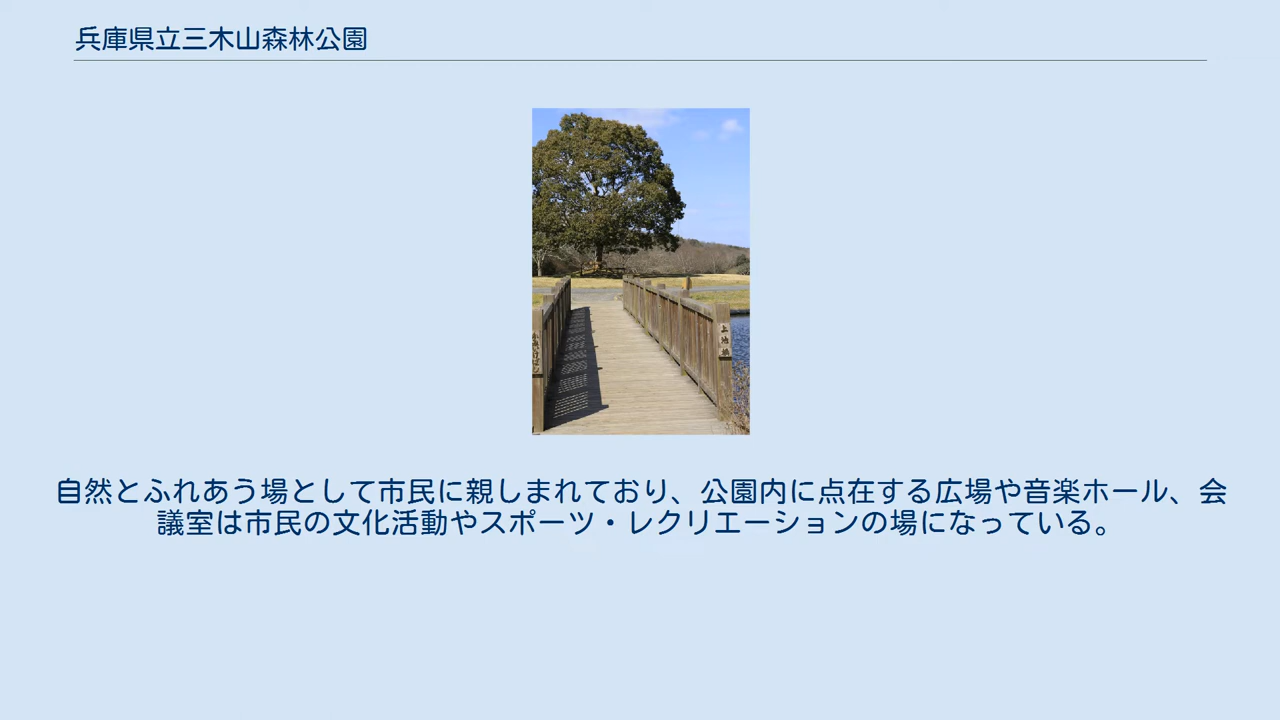 兵庫県立三木山森林公園
上池橋
自然とふれあう場として市民に親しまれており、公園内に点在する広場や音楽ホール、会
議室は市民の文化活動やスポーツ・レクリエーションの場になっている。